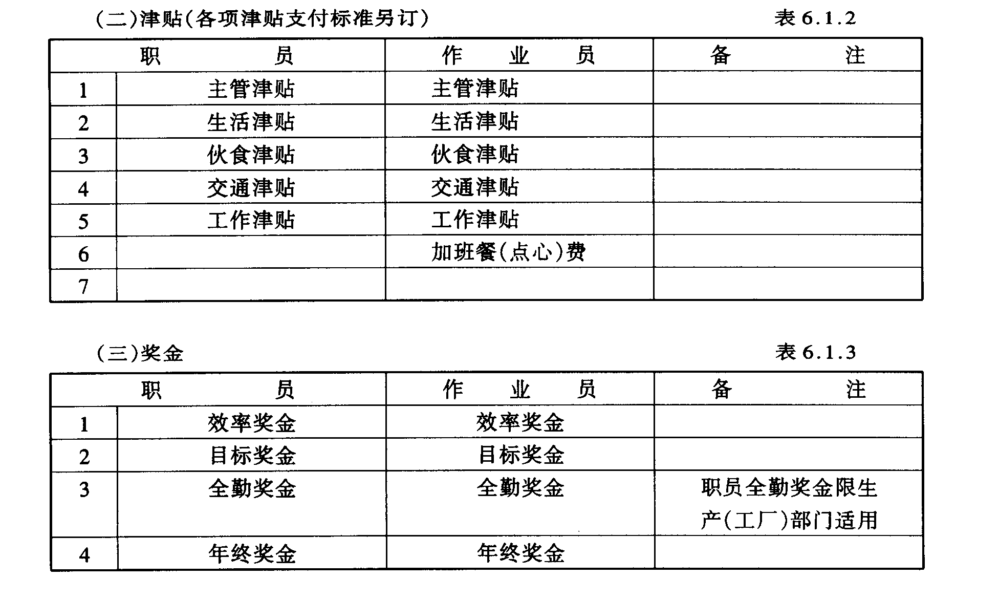 (二)津贴(各项津贴支付标准另订) 表6.1.2
职员 作业员 备注
1 主管津贴 主管津贴
2 生活津贴 生活津贴
3 伙食津贴 伙食津贴
4 交通津贴 交通津贴
5 工作津贴 工作津贴
6 加班餐(点心)费
7
(三)奖金 表6.1.3
职员 作业员 备注
1 效率奖金 效率奖金
2 目标奖金 目标奖金
3 全勤奖金 全勤奖金 职员全勤奖金限生
产(工厂)部门适用
4 年终奖金 年终奖金